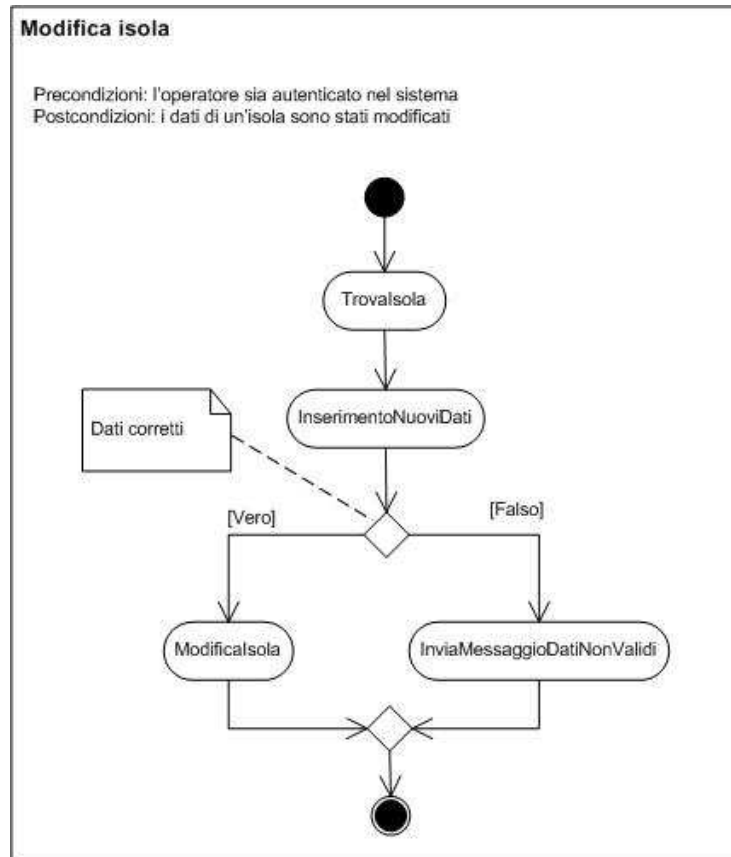 Modifica isola
Precondizioni: l'operatore sia autenticato nel sistema
Postcondizioni: i dati di un'isola sono stati modificati
TrovaIsola
InserimentoNuoviDati
Dati corretti
[Vero]
[Falso]
ModificaIsola
InviaMessaggioDatiNonValidi